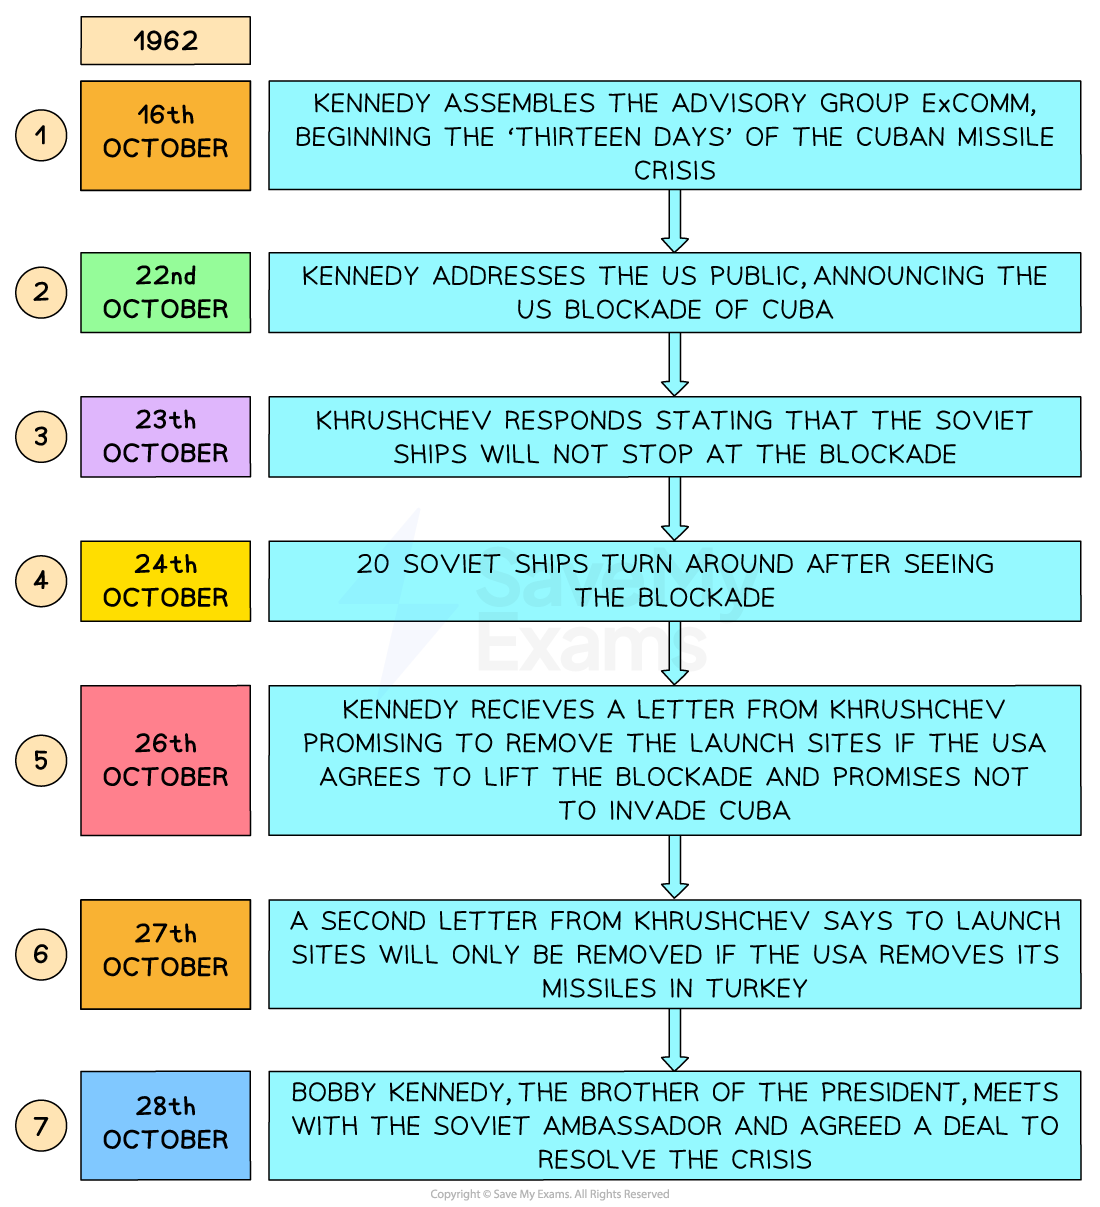 1962
1
16th
OCTOBER
KENNEDY ASSEMBLES THE ADVISORY GROUP ExCOMM,
BEGINNING THE ‘THIRTEEN DAYS’ OF THE CUBAN MISSILE
CRISIS
2
22nd
OCTOBER
KENNEDY ADDRESSES THE US PUBLIC, ANNOUNCING THE
US BLOCKADE OF CUBA
3
23th
OCTOBER
KHRUSHCHEV RESPONDS STATING THAT THE SOVIET
SHIPS WILL NOT STOP AT THE BLOCKADE
4
24th
OCTOBER
20 SOVIET SHIPS TURN AROUND AFTER SEEING
THE BLOCKADE
SaveMy
Exams
5
26th
OCTOBER
KENNEDY RECIEVES A LETTER FROM KHRUSHCHEV
PROMISING TO REMOVE THE LAUNCH SITES IF THE USA
AGREES TO LIFT THE BLOCKADE AND PROMISES NOT
TO INVADE CUBA
6
27th
OCTOBER
A SECOND LETTER FROM KHRUSHCHEV SAYS TO LAUNCH
SITES WILL ONLY BE REMOVED IF THE USA REMOVES ITS
MISSILES IN TURKEY
7
28th
OCTOBER
BOBBY KENNEDY, THE BROTHER OF THE PRESIDENT, MEETS
WITH THE SOVIET AMBASSADOR AND AGREED A DEAL TO
RESOLVE THE CRISIS
Copyright © Save My Exams. All Rights Reserved